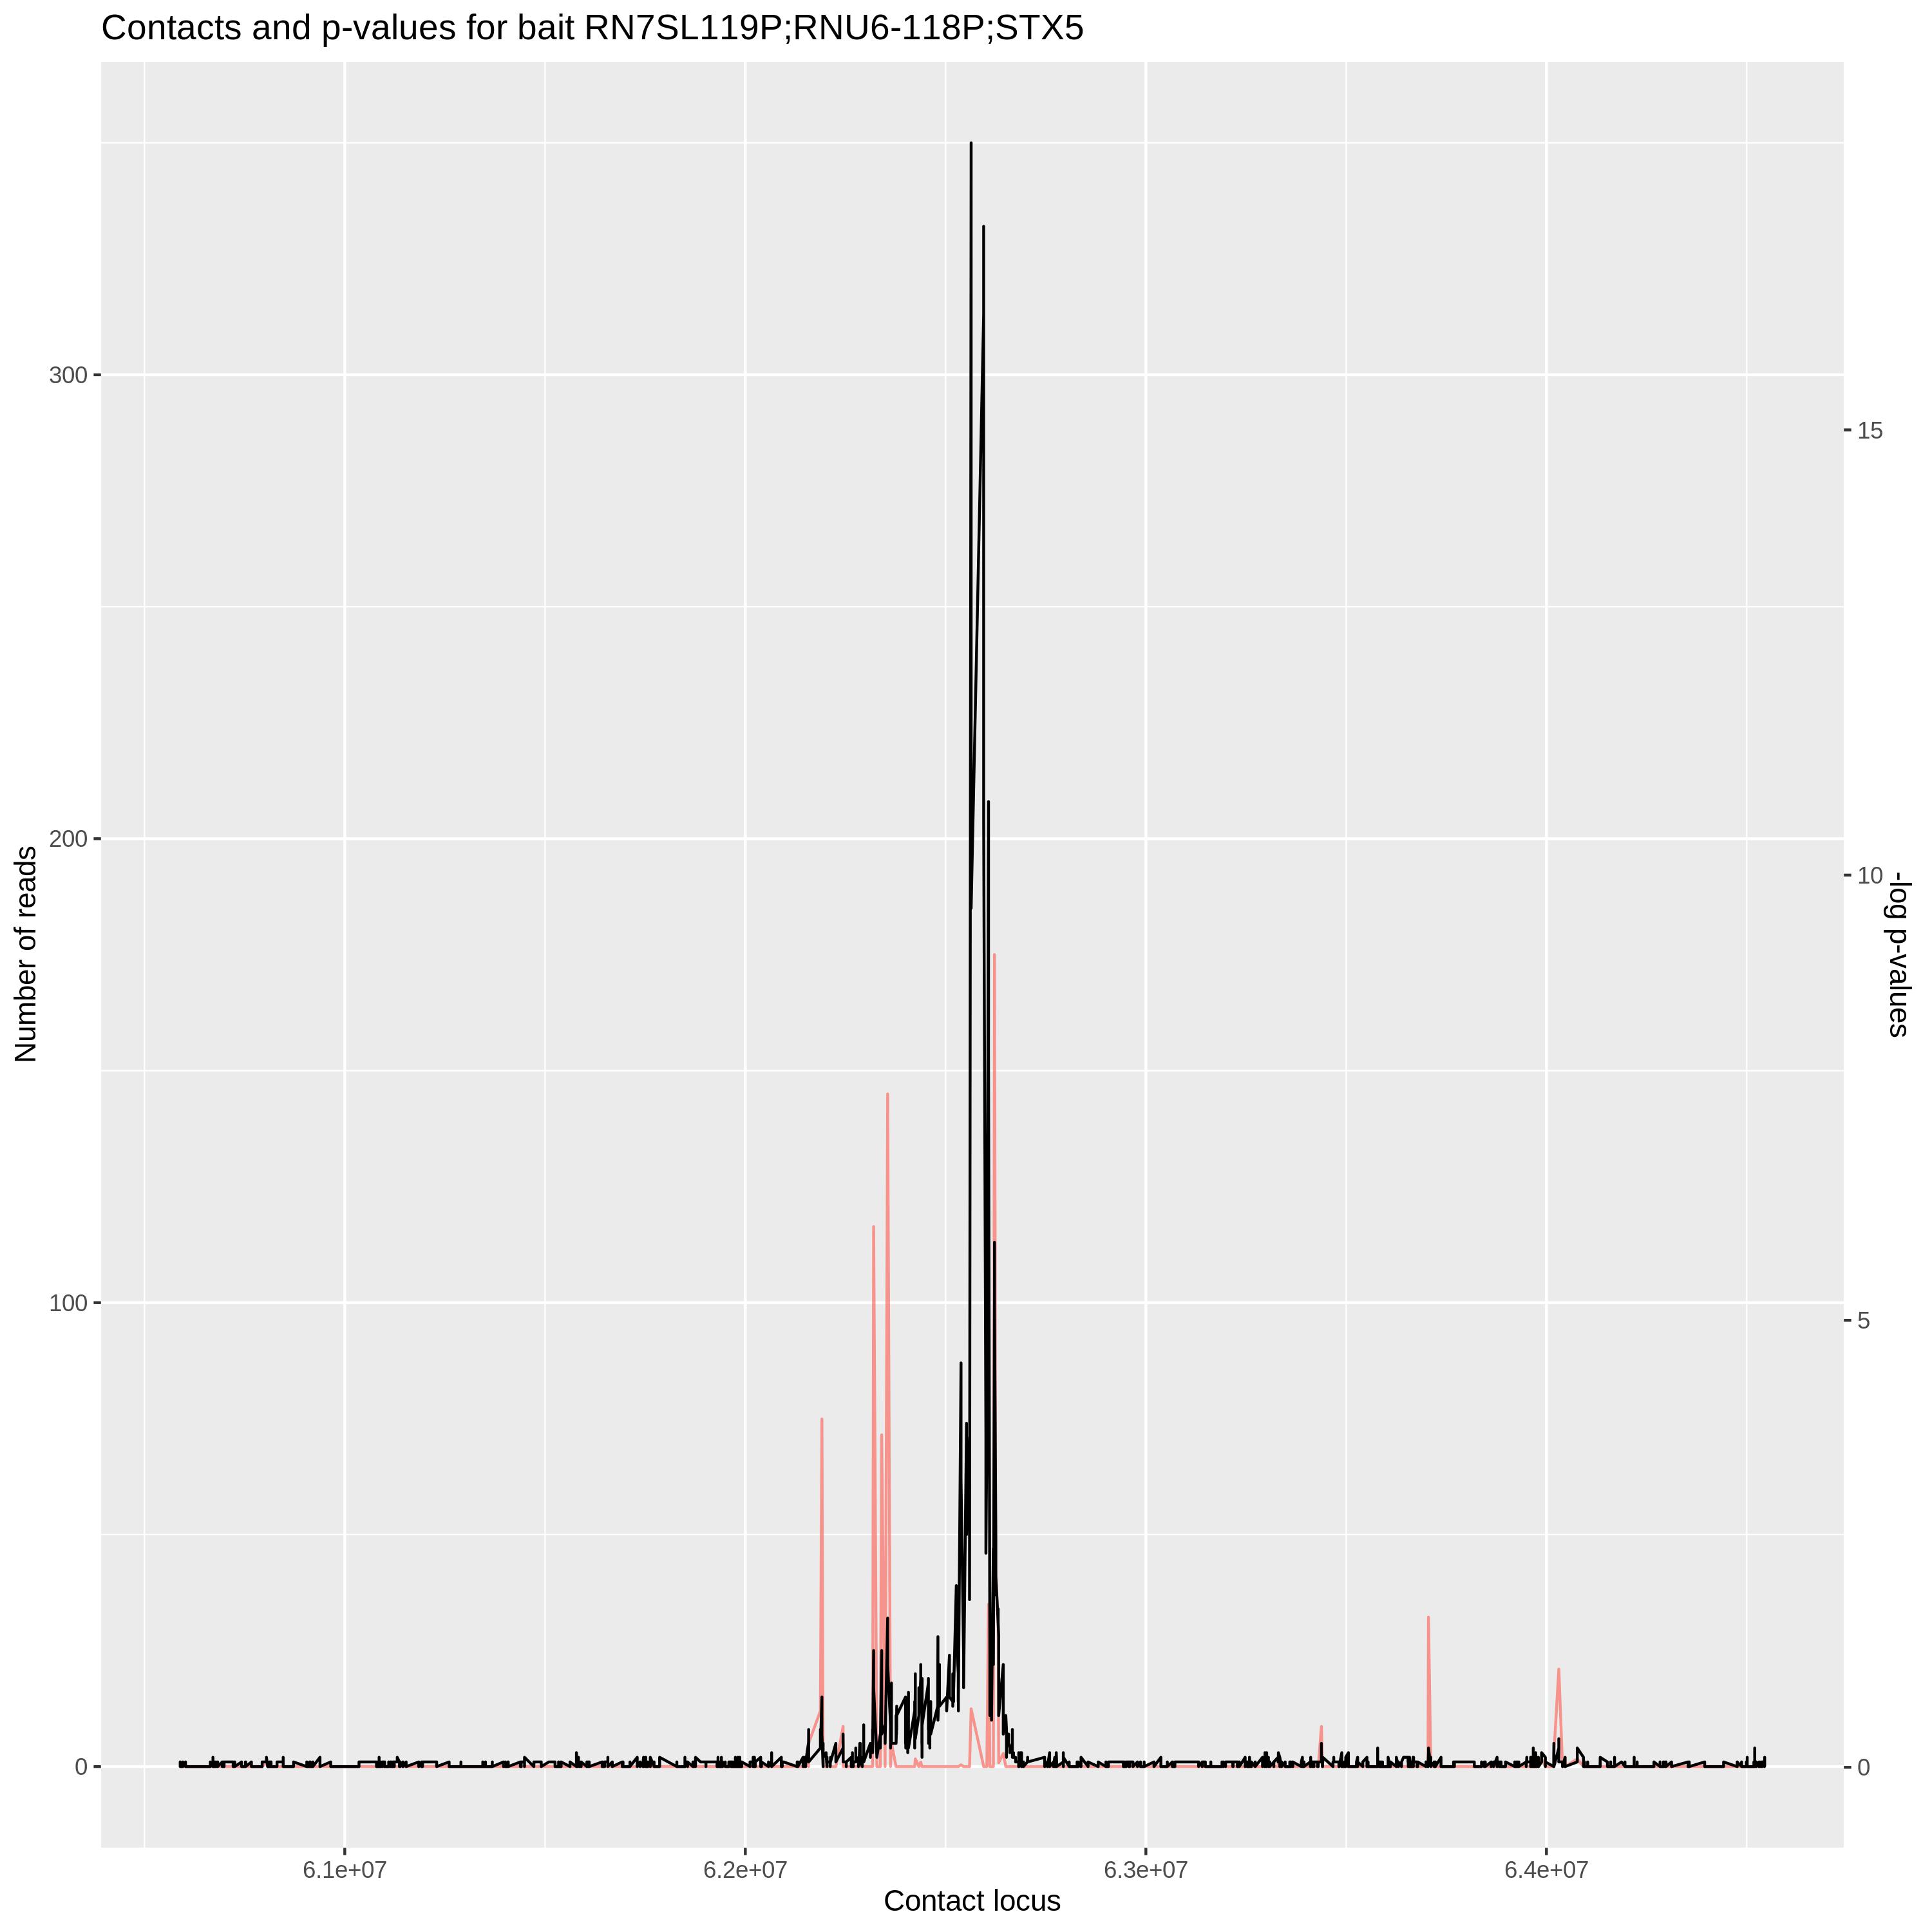 Contacts and p-values for bait RN7SL119P;RNU6-118P;STX5
300
200
100
0
Number of reads
15
10
5
0
-log p-values
6.1e+07
6.2e+07
6.3e+07
6.4e+07
Contact locus